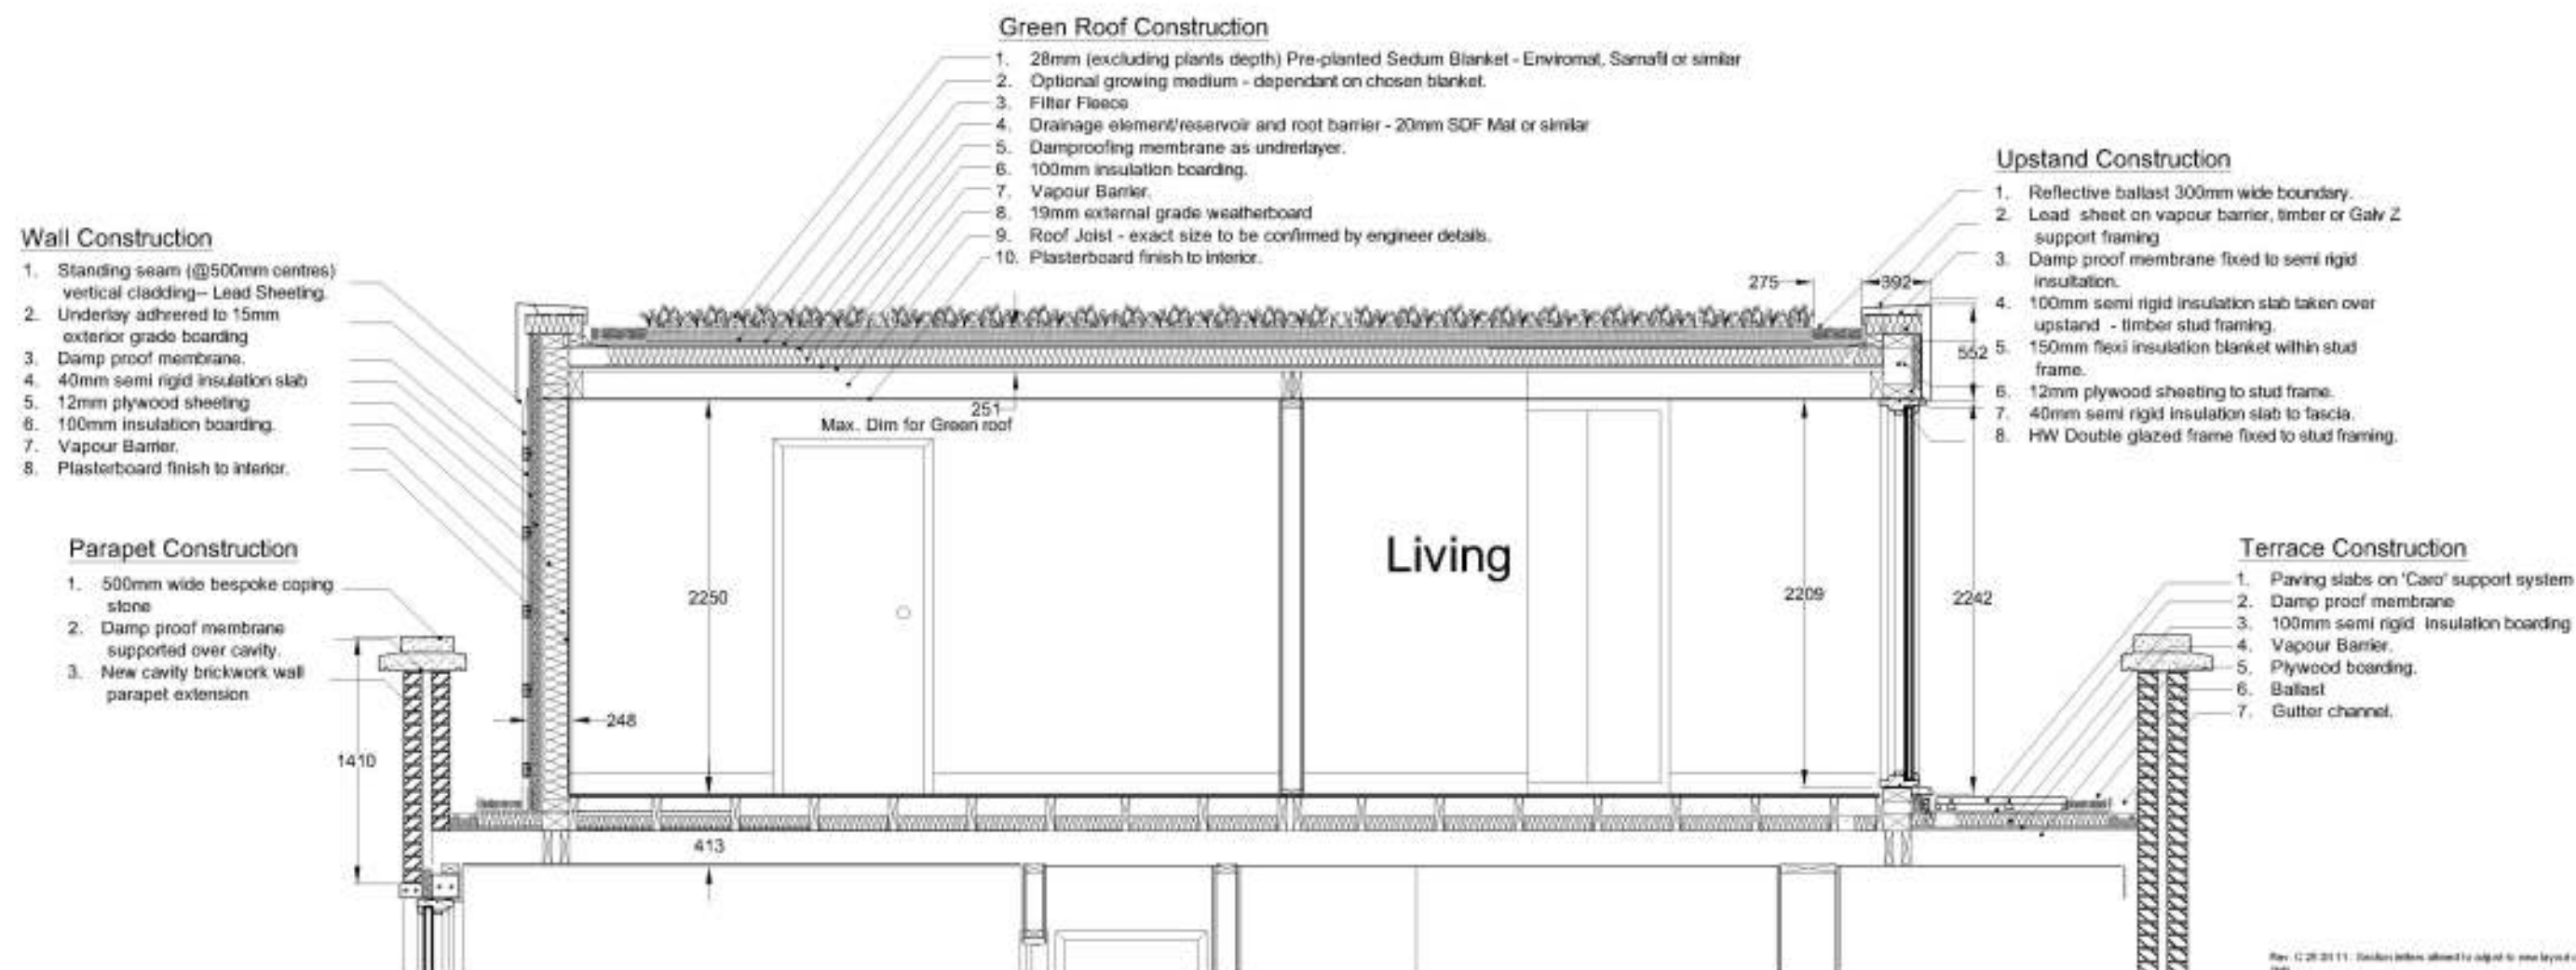 Green Roof Construction
1. 28mm (excluding plants depth) Pre-planted Sedum Blanket - Enviromat, Sarnafil or similar
2. Optional growing medium - dependant on chosen blanket.
3. Filter Fleece
4. Drainage element/reservoir and root barrier - 20mm SDF Mat or similar
5. Damproofing membrane as undrerlayer.
6. 100mm insulation boarding.
7. Vapour Barrier.
8. 19mm external grade weatherboard
9. Roof Joist - exact size to be confirmed by engineer details.
10. Plasterboard finish to interior.
Upstand Construction
1. Reflective ballast 300mm wide boundary.
2. Lead sheet on vapour barrier, timber or Galv Z
support framing
3. Damp proof membrane fixed to semi rigid
insultation.
4. 100mm semi rigid insulation slab taken over
upstand - timber stud framing.
5. 150mm flexi insulation blanket within stud
frame.
6. 12mm plywood sheeting to stud frame.
7. 40mm semi rigid insulation slab to fascia.
8. HW Double glazed frame fixed to stud framing.
Wall Construction
1. Standing seam (@500mm centres)
vertical cladding-- Lead Sheeting.
2. Underlay adhrered to 15mm
exterior grade boarding
3. Damp proof membrane.
4. 40mm semi rigid insulation slab
5. 12mm plywood sheeting
6. 100mm insulation boarding.
7. Vapour Barrier.
8. Plasterboard finish to interior.
275
392
552
251
Max. Dim for Green roof
Living
2250
2209
2242
248
Parapet Construction
1. 500mm wide bespoke coping
stone
2. Damp proof membrane
supported over cavity.
3. New cavity brickwork wall
parapet extension
1410
413
Terrace Construction
1. Paving slabs on 'Caro' support system
2. Damp proof membrane
3. 100mm semi rigid insulation boarding
4. Vapour Barrier.
5. Plywood boarding.
6. Ballast
7. Gutter channel.